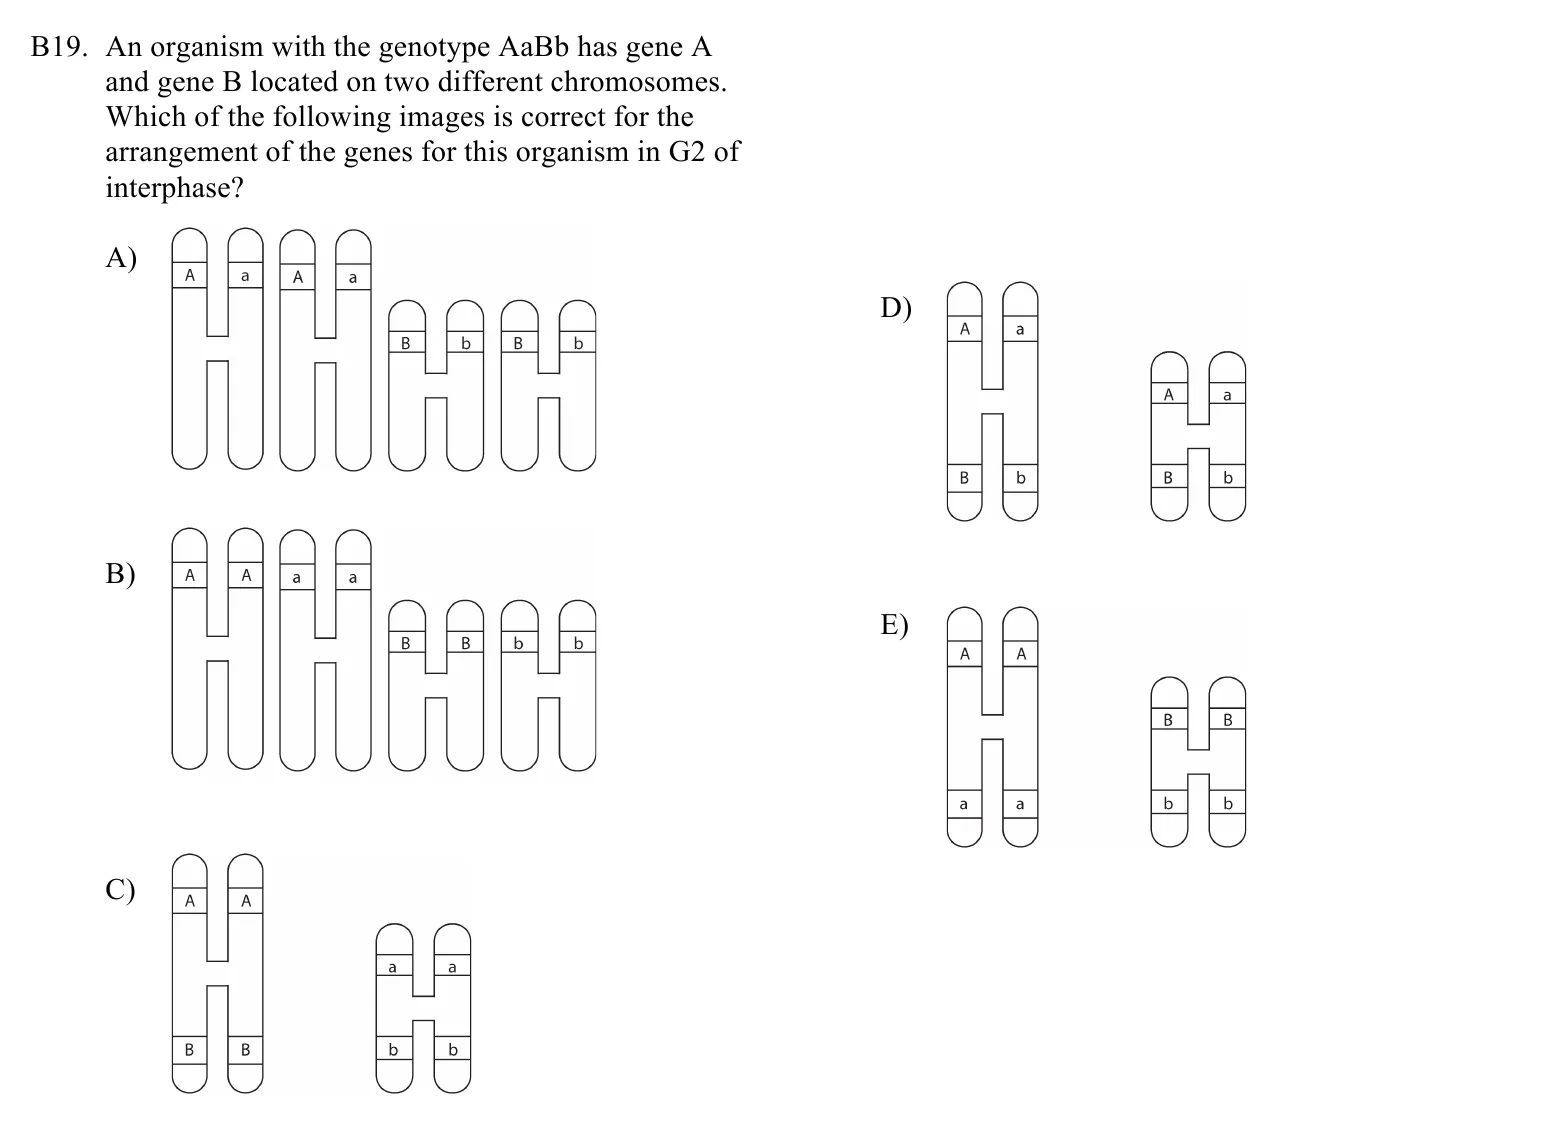 B19. An organism with the genotype AaBb has gene A
and gene B located on two different chromosomes.
Which of the following images is correct for the
arrangement of the genes for this organism in G2 of
interphase?
A)
A a A a
B b B b
B)
A A a a
B B b b
C)
A A
a a
B B b b
D)
A a
A a
B b B b
E)
A A
B B
a a b b